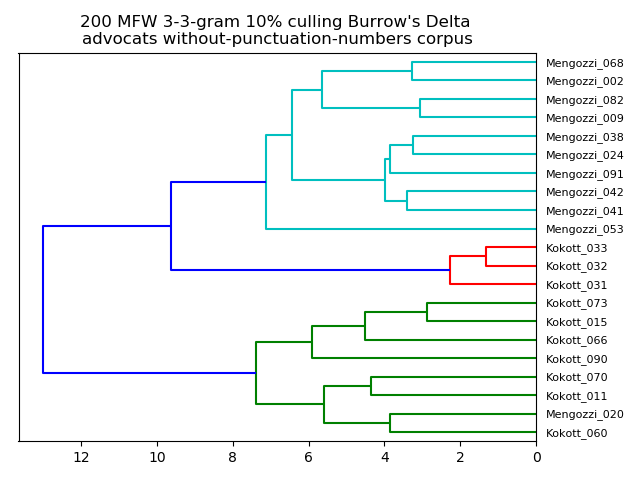 200 MFW 3-3-gram 10% culling Burrow's Delta
advocats without-punctuation-numbers corpus
Mengozzi_068
Mengozzi_002
Mengozzi_082
Mengozzi_009
Mengozzi_038
Mengozzi_024
Mengozzi_091
Mengozzi_042
Mengozzi_041
Mengozzi_053
Kokott_033
Kokott_032
Kokott_031
Kokott_073
Kokott_015
Kokott_066
Kokott_090
Kokott_070
Kokott_011
Mengozzi_020
Kokott_060
12 10 8 6 4 2 0